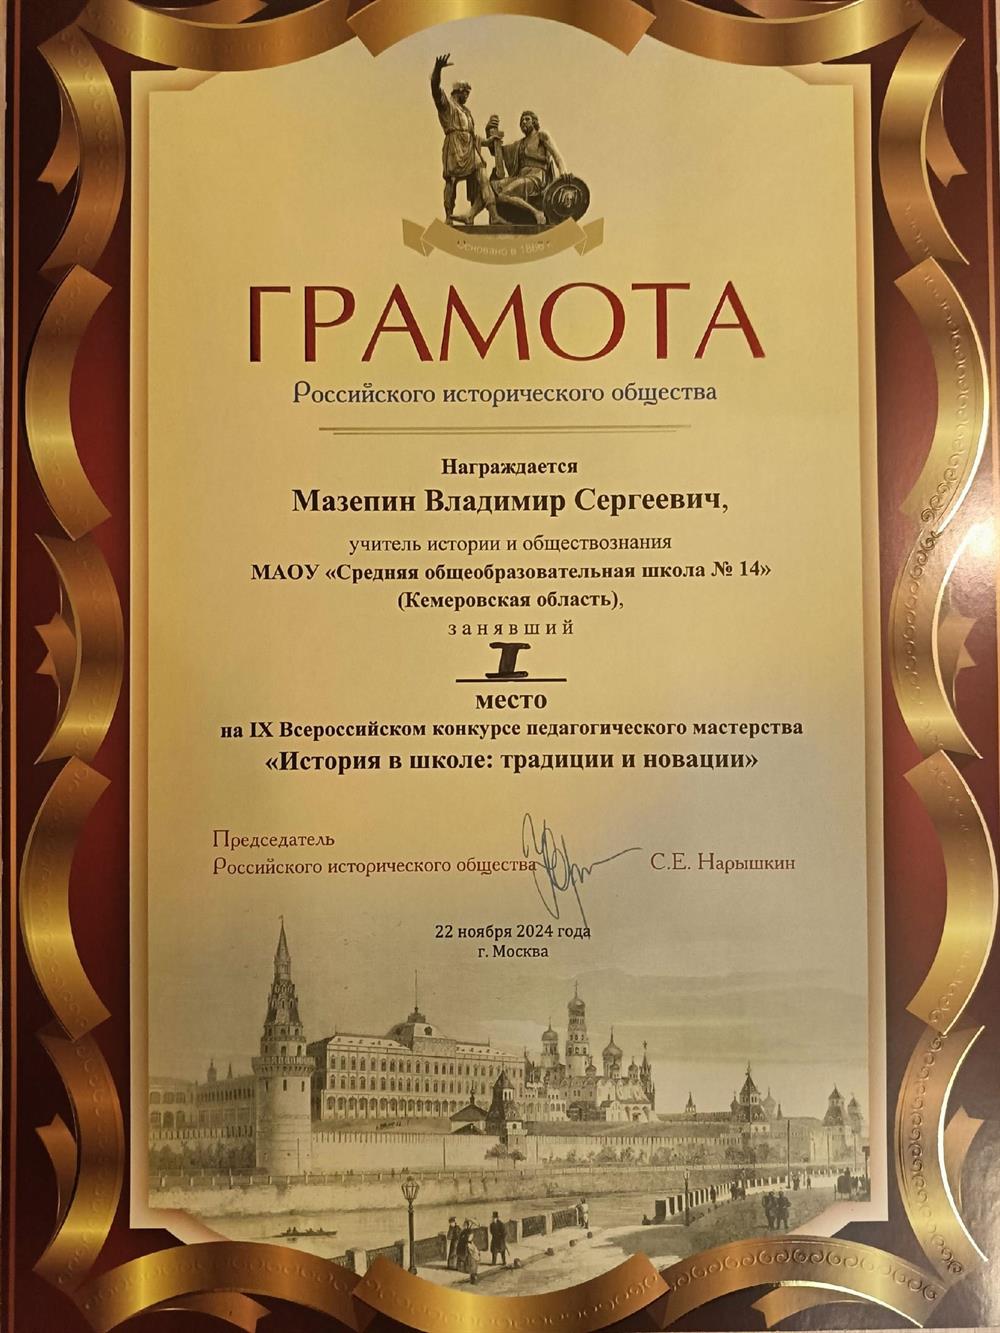 Основано в 1866 г.
ГРАМОТА
Российского исторического общества
Награждается
Мазепин Владимир Сергеевич,
учитель истории и обществознания
МАОУ «Средняя общеобразовательная школа № 14»
(Кемеровская область),
занявший
I
место
на IX Всероссийском конкурсе педагогического мастерства
«История в школе: традиции и новации»
Председатель
Российского исторического общества С.Е. Нарышкин
22 ноября 2024 года
г. Москва